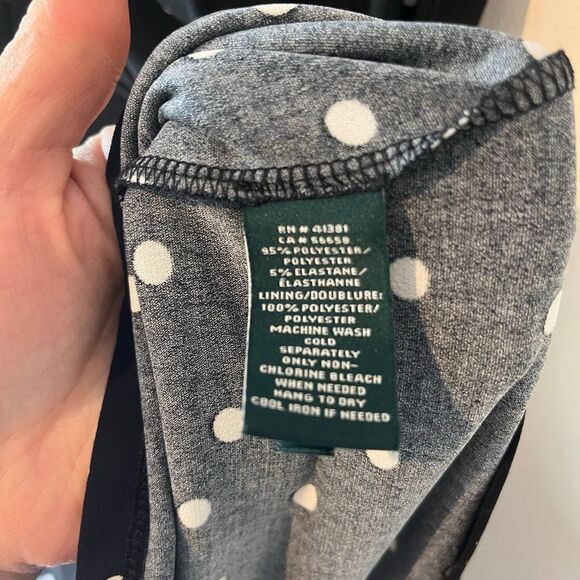 RN # 41381
CA # 56658
95% POLYESTER/
POLYESTER
5% ELASTANE/
ÉLASTHANNE
LINING/DOUBLURE:
100% POLYESTER/
POLYESTER
MACHINE WASH
COLD
SEPARATELY
ONLY NON-
CHLORINE BLEACH
WHEN NEEDED
HANG TO DRY
COOL IRON IF NEEDED